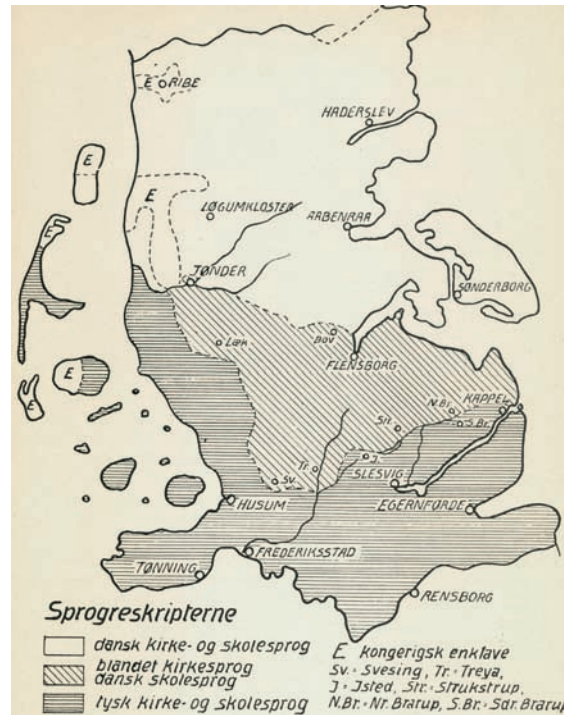 E RIBE
HADERSLEV
E
E
LØGUMKLOSTER
AABENRAA
E
TØNDER
SØNDERBORG
Læk
Bov
FLENSBORG
E
E
N.Br.
KAPPEL
Str.
S.Br.
Tr.
J.
Sv.
SLESVIG
HUSUM
EGERNFØRDE
FREDERIKSSTAD
TØNNING
RENSBORG
Sprogreskripterne
dansk kirke- og skolesprog
blandet kirkesprog
dansk skolesprog
tysk kirke- og skolesprog
E kongerigsk enklave
Sv. = Svesing, Tr. = Treya,
J = Jsted, Str. = Strukstrup,
N.Br. = Nr. Brarup, S.Br. = Sdr. Brarup